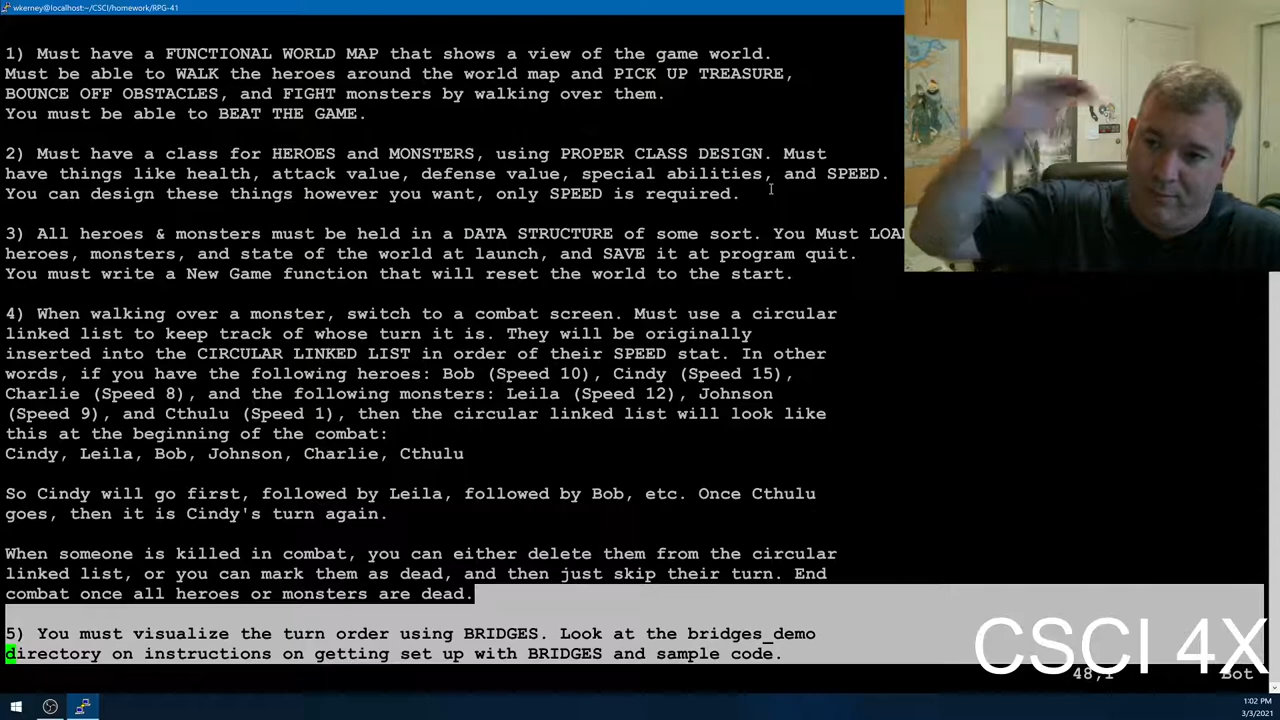 wkerney@localhost:~/CSCI/homework/RPG-41
1) Must have a FUNCTIONAL WORLD MAP that shows a view of the game world.
Must be able to WALK the heroes around the world map and PICK UP TREASURE,
BOUNCE OFF OBSTACLES, and FIGHT monsters by walking over them.
You must be able to BEAT THE GAME.
2) Must have a class for HEROES and MONSTERS, using PROPER CLASS DESIGN. Must
have things like health, attack value, defense value, special abilities, and SPEED.
You can design these things however you want, only SPEED is required.
3) All heroes & monsters must be held in a DATA STRUCTURE of some sort. You Must LOA
heroes, monsters, and state of the world at launch, and SAVE it at program quit.
You must write a New Game function that will reset the world to the start.
4) When walking over a monster, switch to a combat screen. Must use a circular
linked list to keep track of whose turn it is. They will be originally
inserted into the CIRCULAR LINKED LIST in order of their SPEED stat. In other
words, if you have the following heroes: Bob (Speed 10), Cindy (Speed 15),
Charlie (Speed 8), and the following monsters: Leila (Speed 12), Johnson
(Speed 9), and Cthulu (Speed 1), then the circular linked list will look like
this at the beginning of the combat:
Cindy, Leila, Bob, Johnson, Charlie, Cthulu
So Cindy will go first, followed by Leila, followed by Bob, etc. Once Cthulu
goes, then it is Cindy's turn again.
When someone is killed in combat, you can either delete them from the circular
linked list, or you can mark them as dead, and then just skip their turn. End
combat once all heroes or monsters are dead.
5) You must visualize the turn order using BRIDGES. Look at the bridges_demo
directory on instructions on getting set up with BRIDGES and sample code.
CSCI 4X
48,1
Bot
1:02 PM
3/3/2021